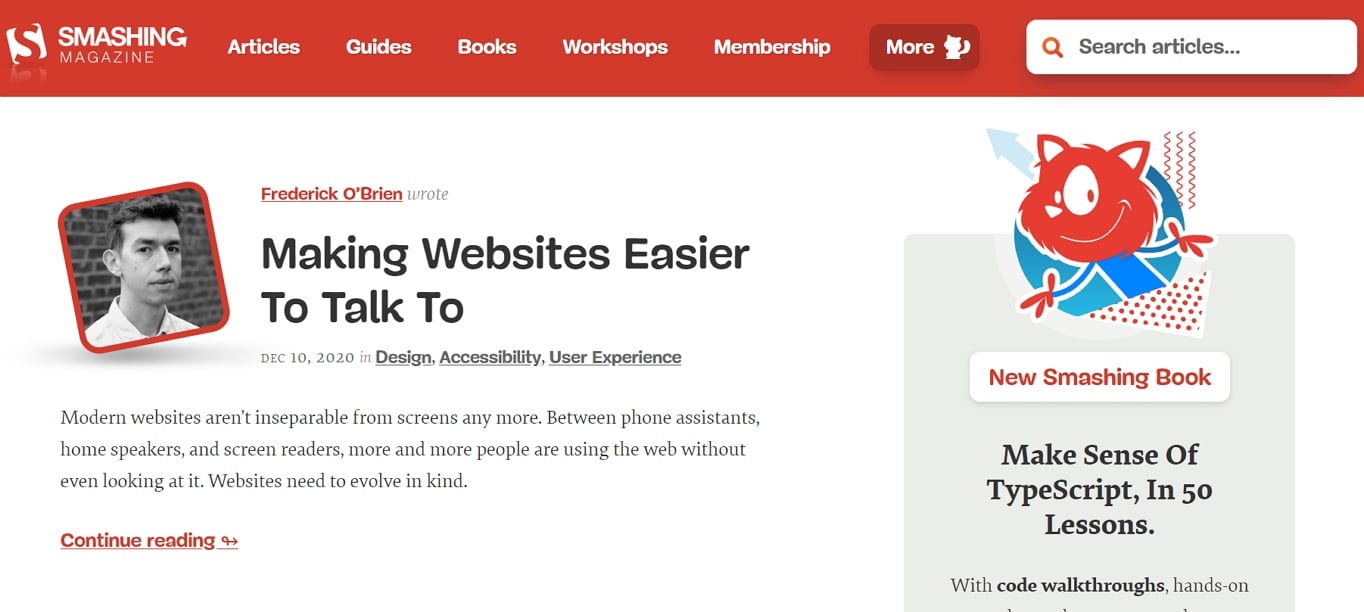 SMASHING
MAGAZINE
Articles
Guides
Books
Workshops
Membership
More
Search articles...
Frederick O’Brien wrote
Making Websites Easier
To Talk To
DEC 10, 2020 in Design, Accessibility, User Experience
Modern websites aren’t inseparable from screens any more. Between phone assistants,
home speakers, and screen readers, more and more people are using the web without
even looking at it. Websites need to evolve in kind.
Continue reading ↬
New Smashing Book
Make Sense Of
TypeScript, In 50
Lessons.
With code walkthroughs, hands-on